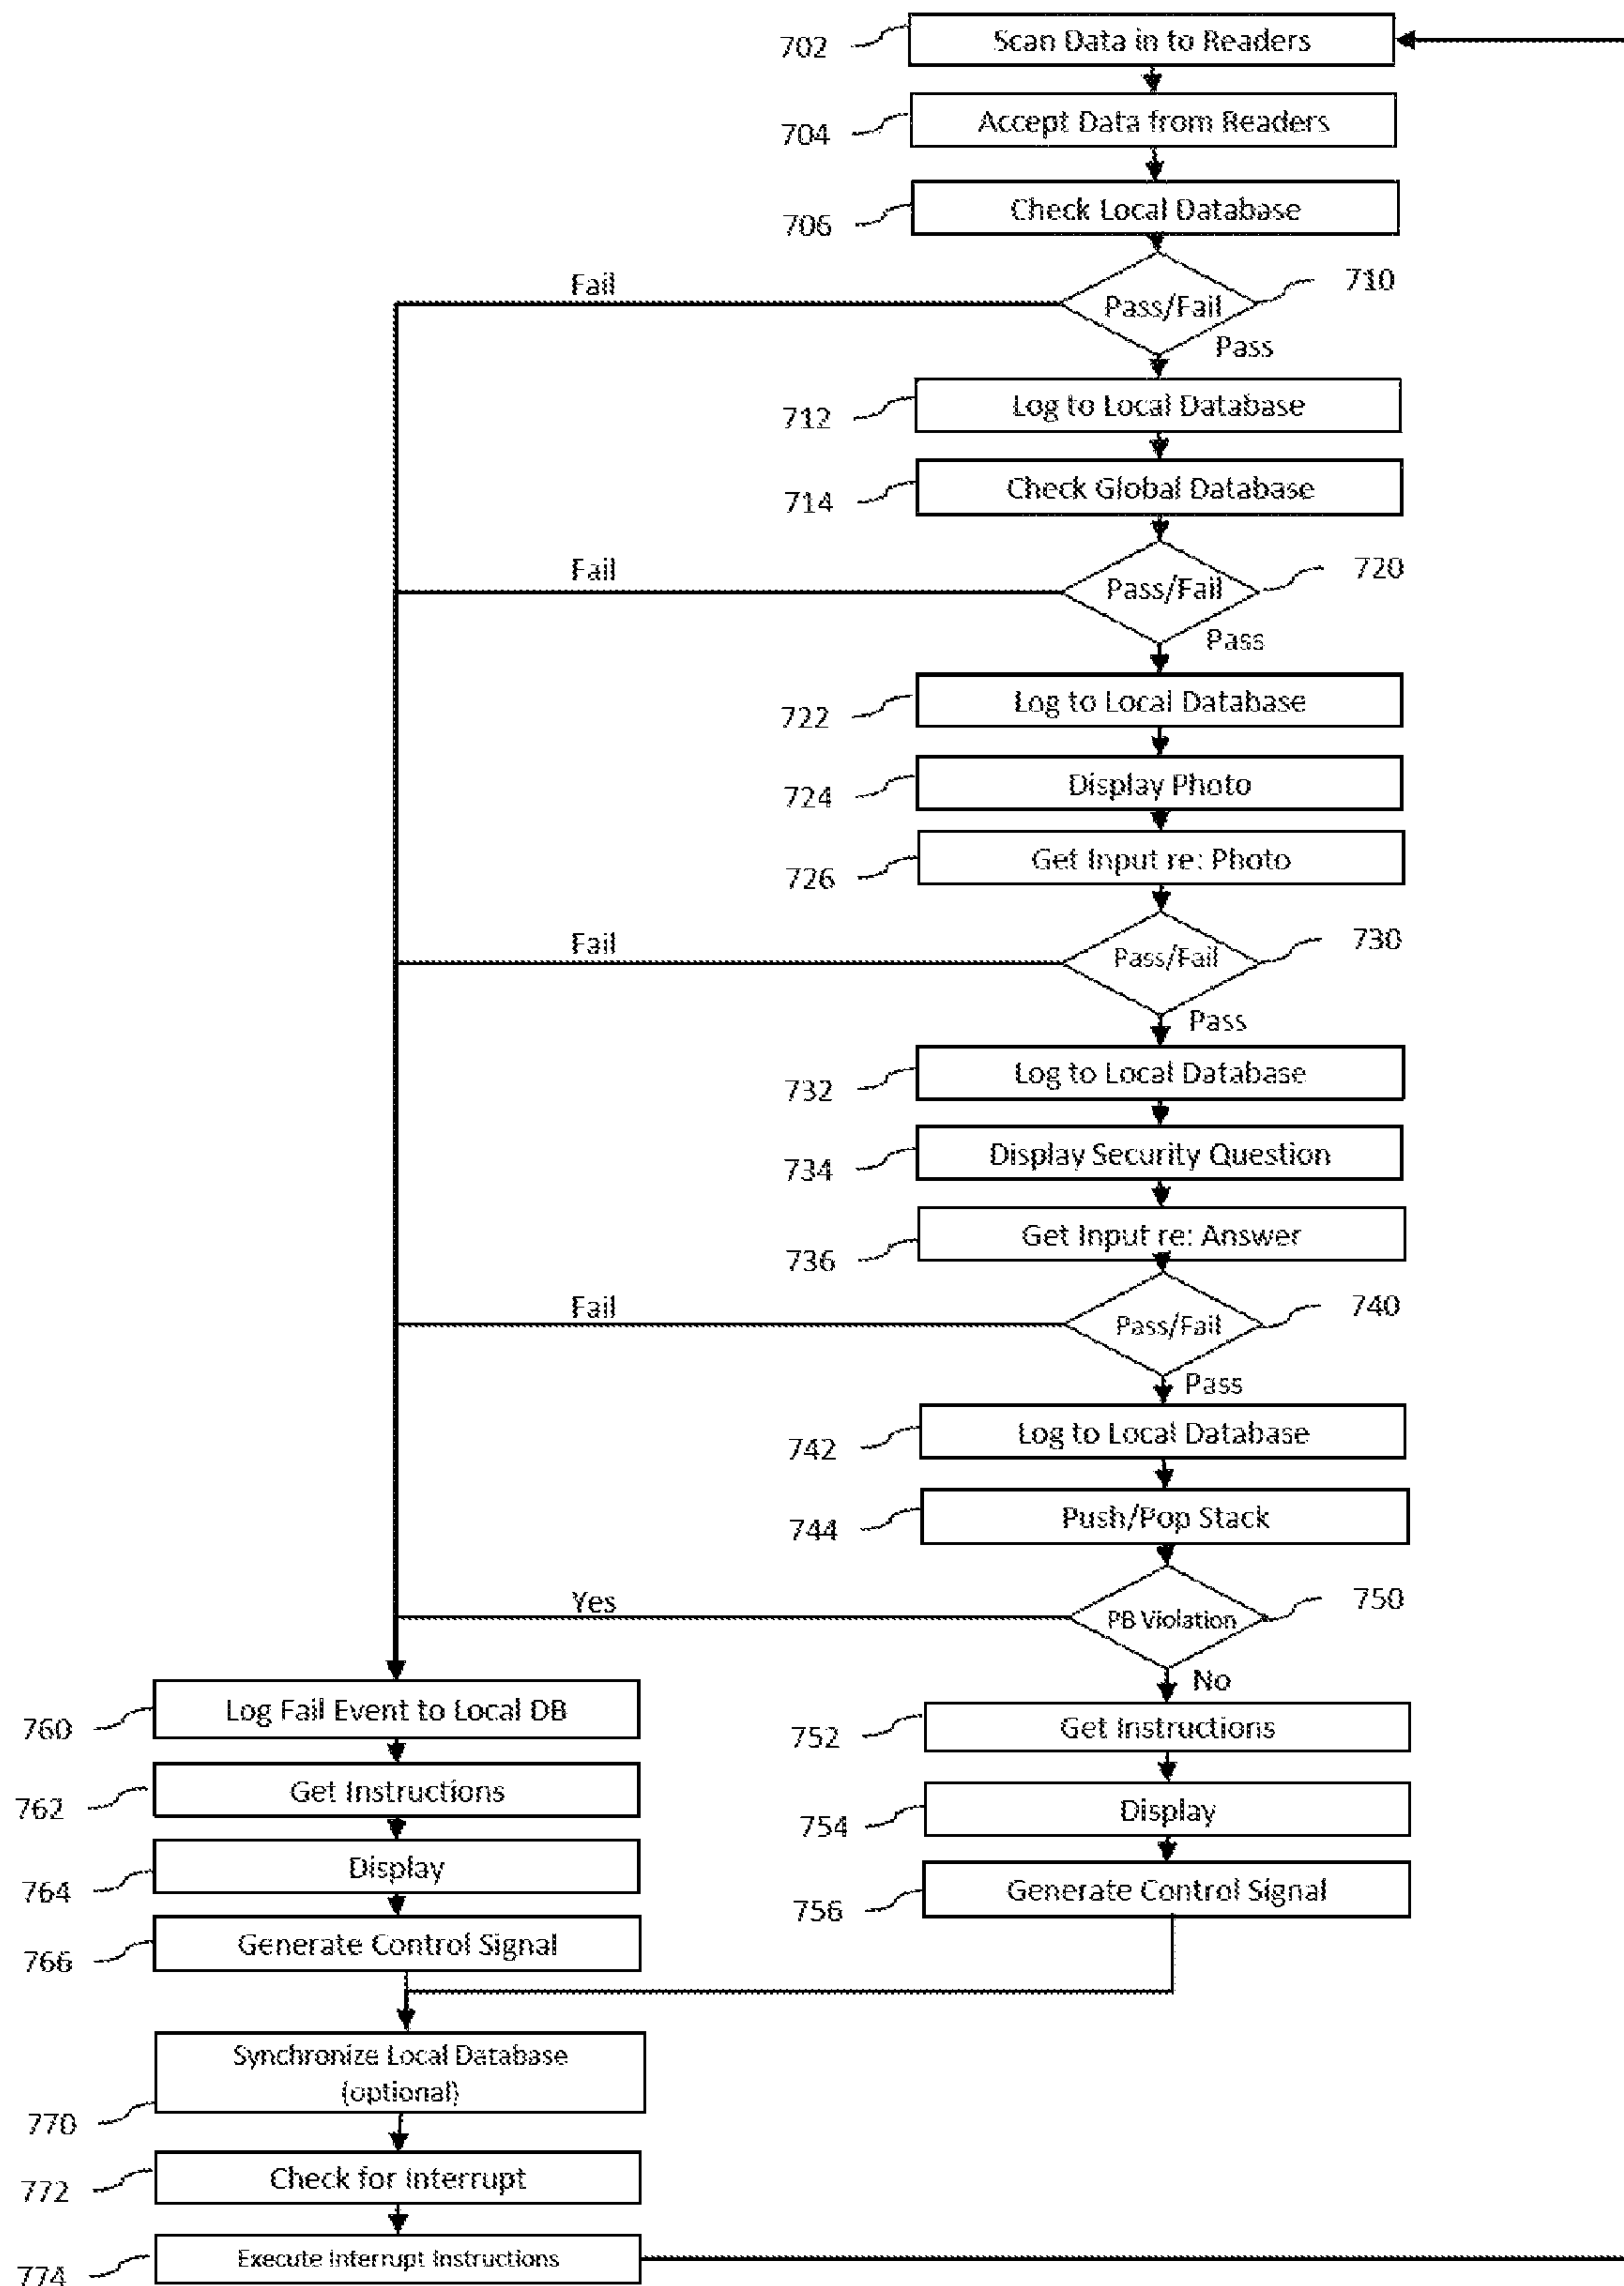 702
Scan Data in to Readers
704
Accept Data from Readers
706
Check Local Database
710
Fail
Pass/Fail
Pass
712
Log to Local Database
714
Check Global Database
720
Fail
Pass/Fail
Pass
722
Log to Local Database
724
Display Photo
726
Get Input re: Photo
730
Fail
Pass/Fail
Pass
732
Log to Local Database
734
Display Security Question
736
Get Input re: Answer
740
Fail
Pass/Fail
Pass
742
Log to Local Database
744
Push/Pop Stack
750
Yes
PB Violation
No
760
Log Fail Event to Local DB
752
Get Instructions
762
Get Instructions
754
Display
764
Display
756
Generate Control Signal
766
Generate Control Signal
770
Synchronize Local Database
(optional)
772
Check for Interrupt
774
Execute Interrupt Instructions